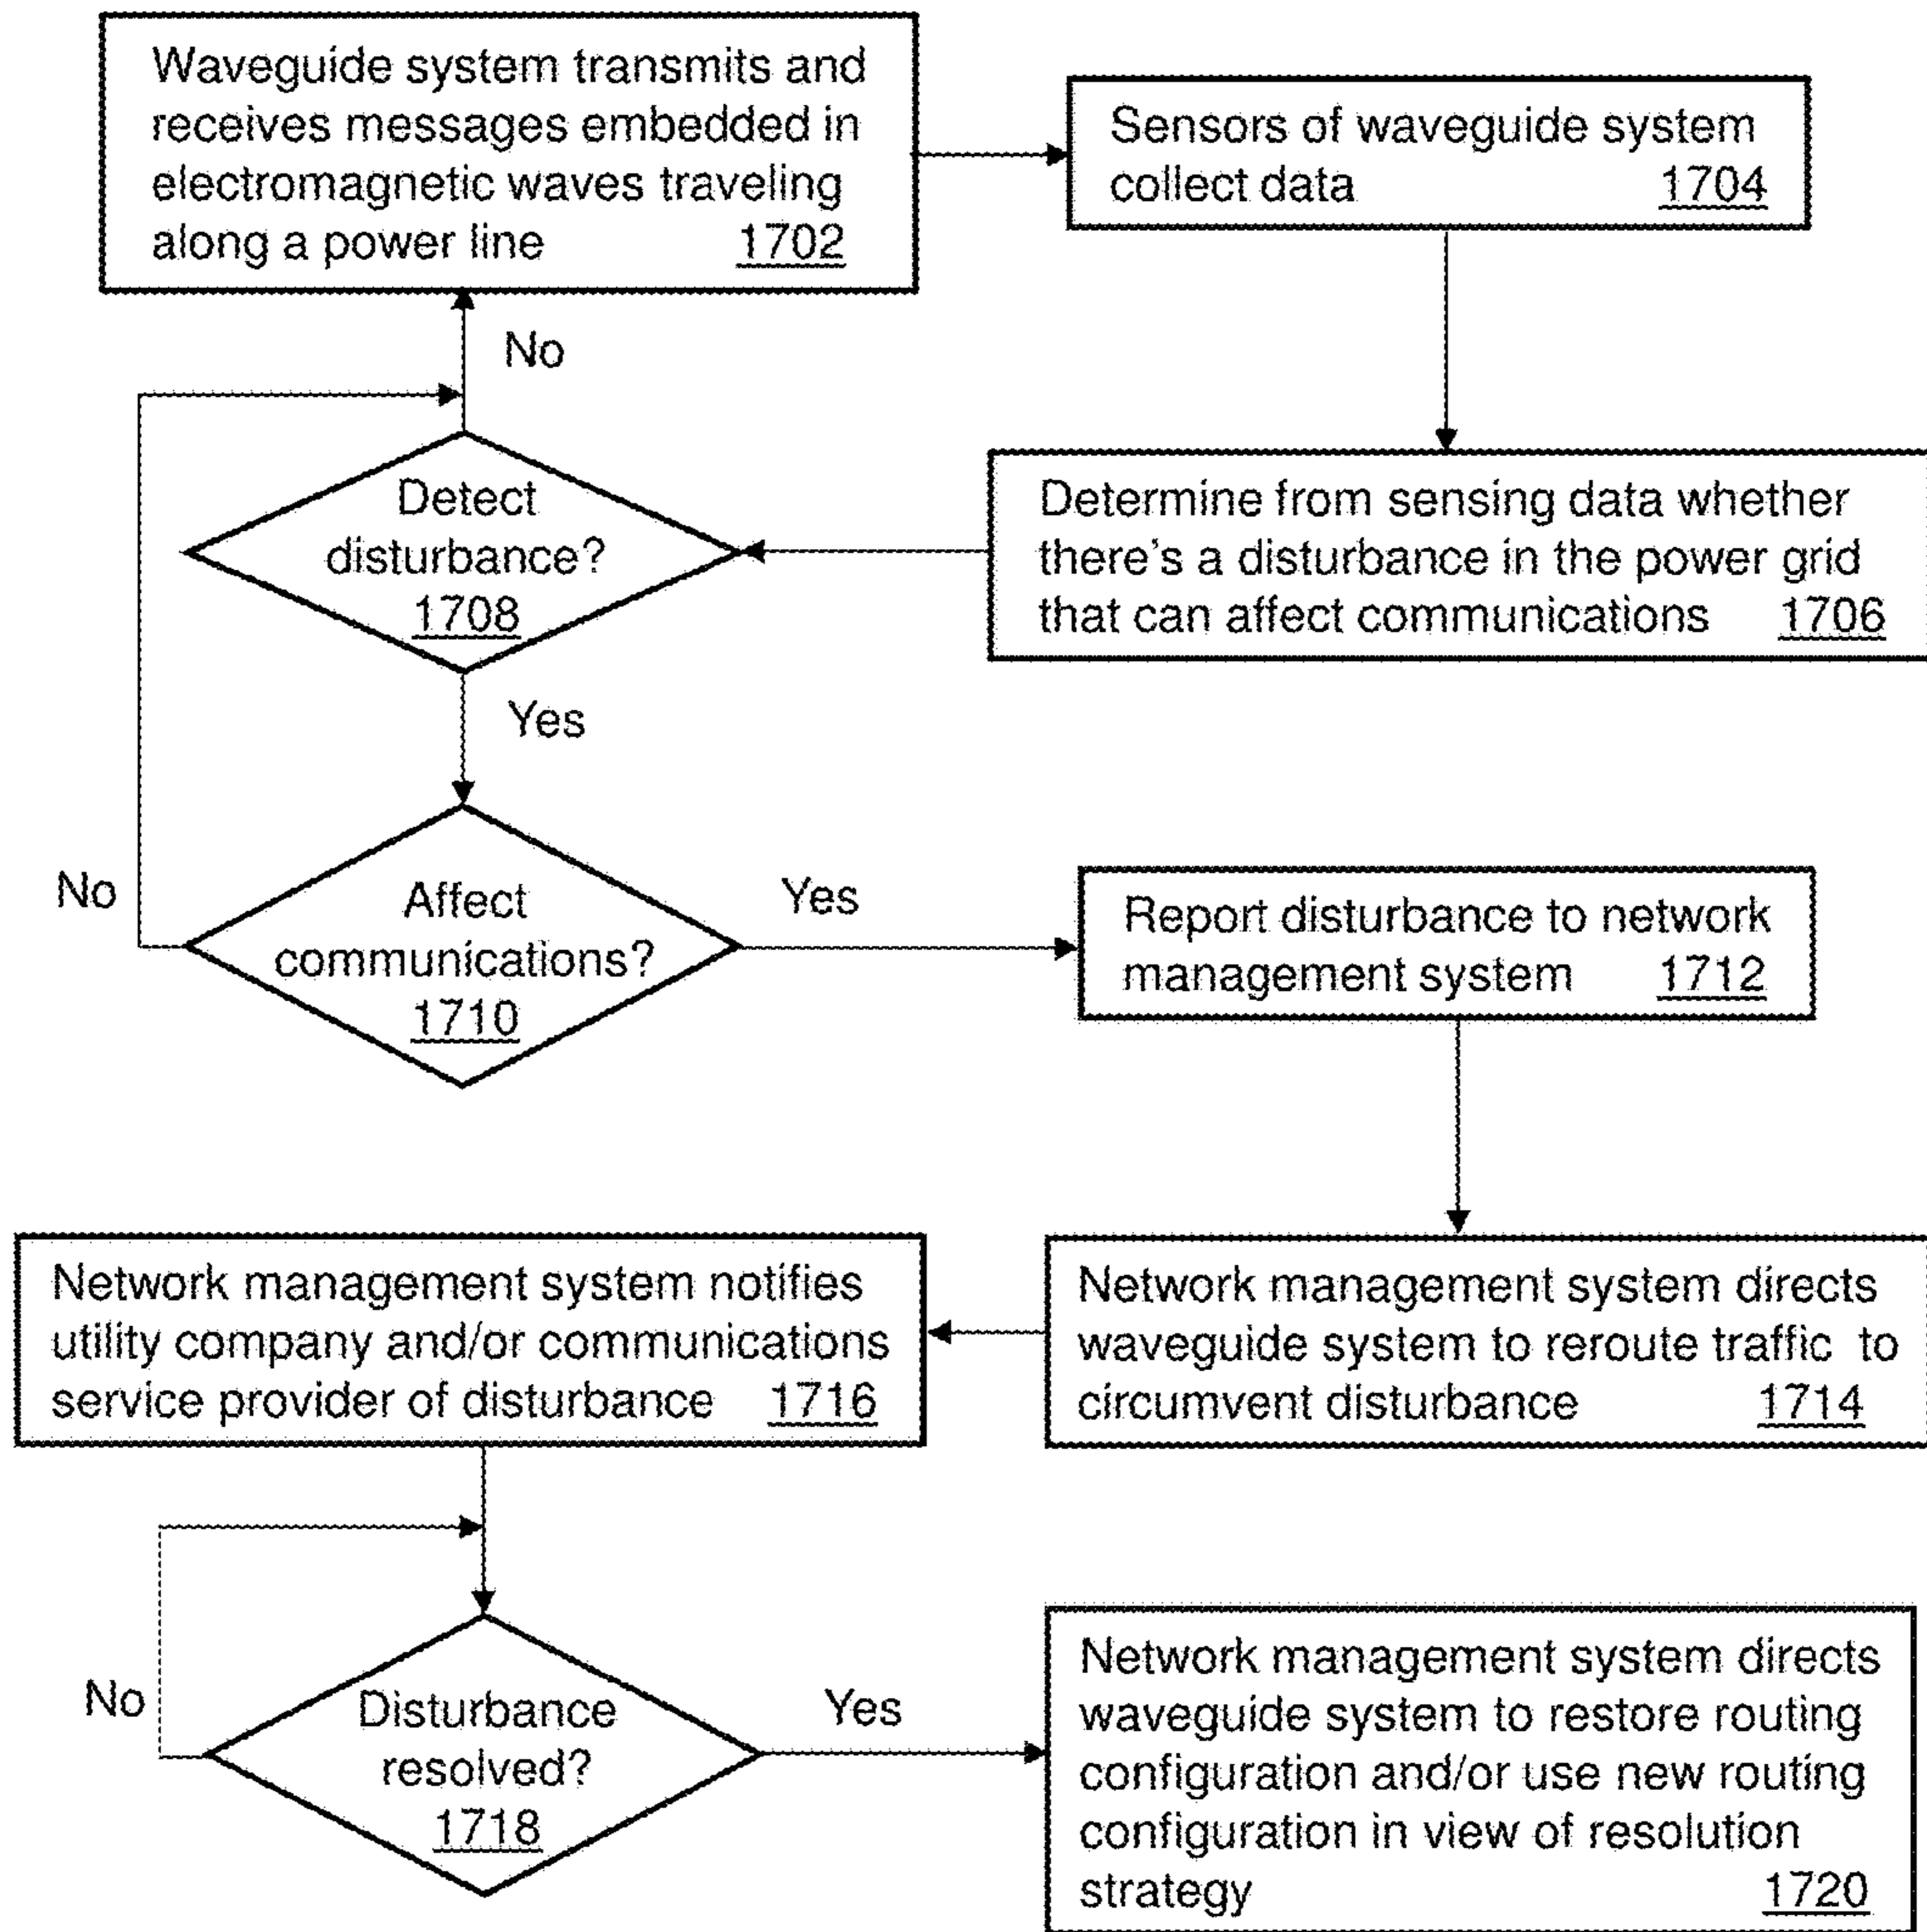 Waveguide system transmits and
receives messages embedded in
electromagnetic waves traveling
along a power line 1702
Sensors of waveguide system
collect data 1704
No
Detect
disturbance?
1708
Determine from sensing data whether
there's a disturbance in the power grid
that can affect communications 1706
Yes
No
Affect
communications?
1710
Yes
Report disturbance to network
management system 1712
Network management system notifies
utility company and/or communications
service provider of disturbance 1716
Network management system directs
waveguide system to reroute traffic to
circumvent disturbance 1714
No
Disturbance
resolved?
1718
Yes
Network management system directs
waveguide system to restore routing
configuration and/or use new routing
configuration in view of resolution
strategy 1720